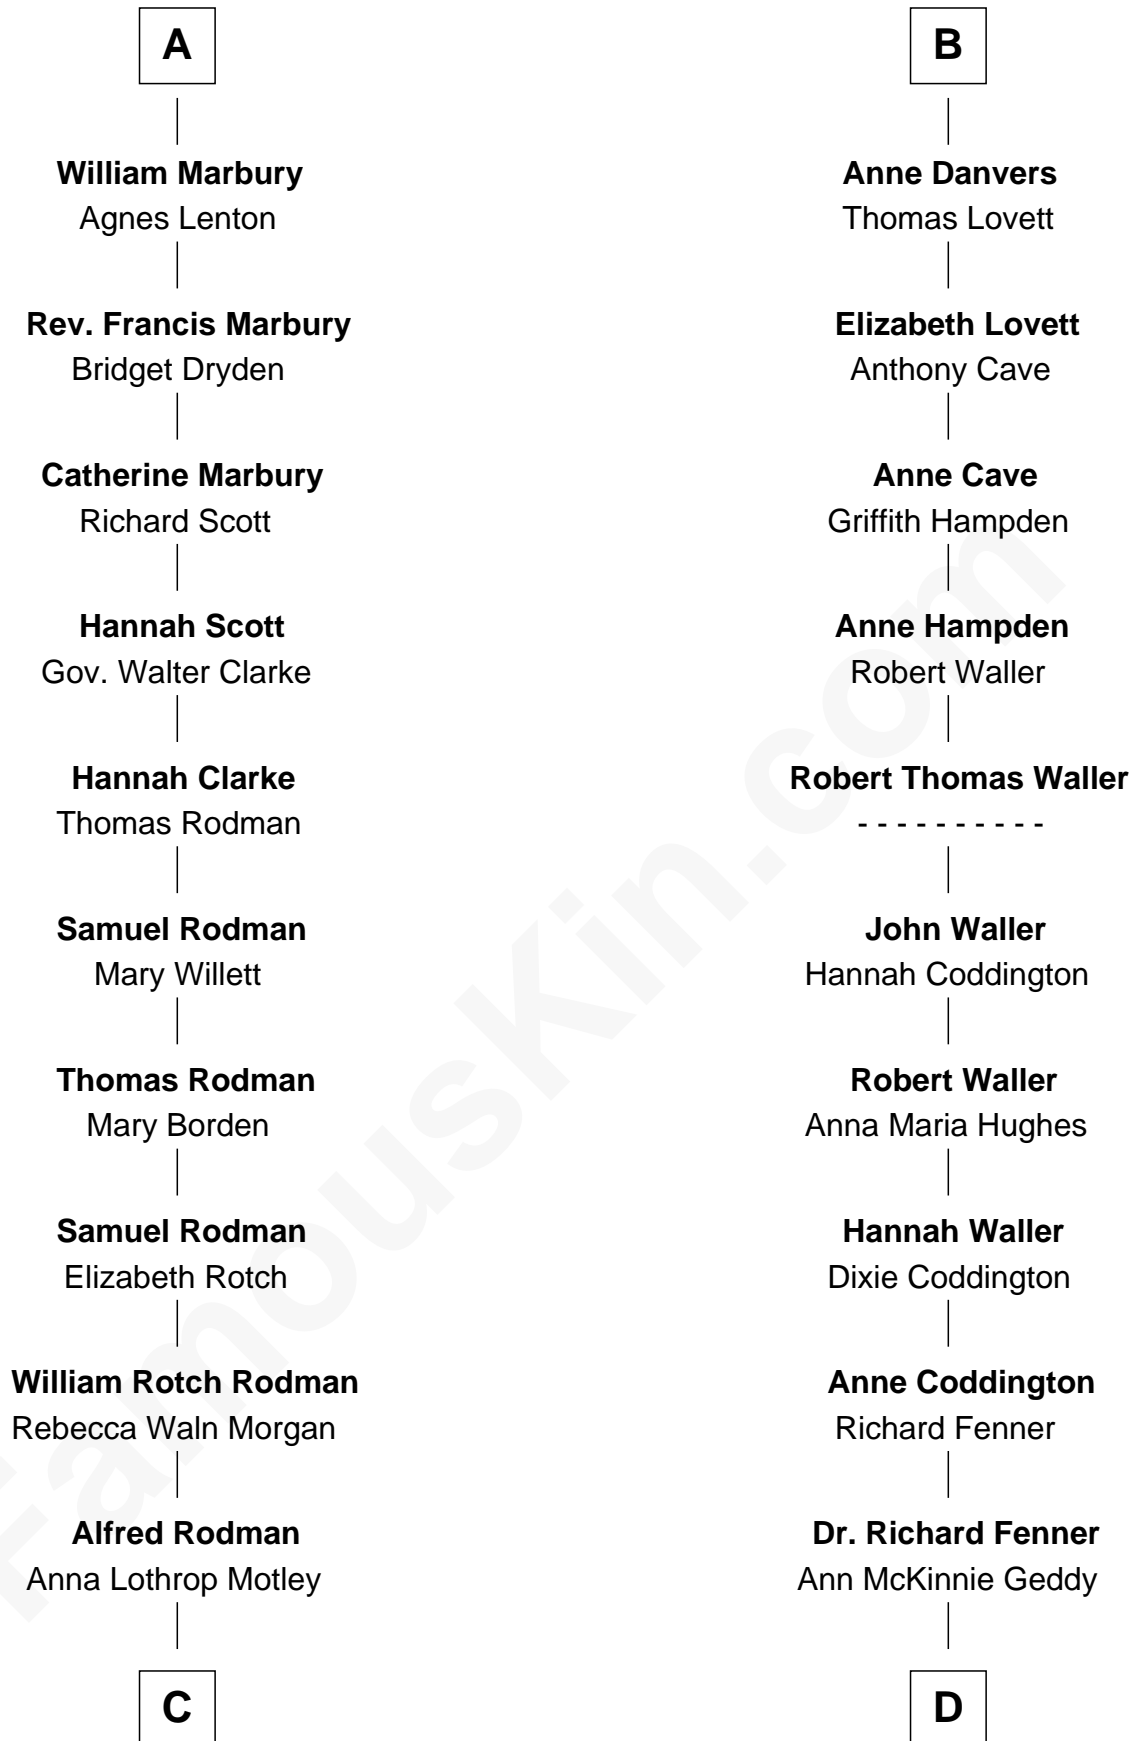 A
William Marbury
Agnes Lenton
Rev. Francis Marbury
Bridget Dryden
Catherine Marbury
Richard Scott
Hannah Scott
Gov. Walter Clarke
Hannah Clarke
Thomas Rodman
Samuel Rodman
Mary Willett
Thomas Rodman
Mary Borden
Samuel Rodman
Elizabeth Rotch
William Rotch Rodman
Rebecca Waln Morgan
Alfred Rodman
Anna Lothrop Motley
C
B
Anne Danvers
Thomas Lovett
Elizabeth Lovett
Anthony Cave
Anne Cave
Griffith Hampden
Anne Hampden
Robert Waller
Robert Thomas Waller
- - - - - - - - - -
John Waller
Hannah Coddington
Robert Waller
Anna Maria Hughes
Hannah Waller
Dixie Coddington
Anne Coddington
Richard Fenner
Dr. Richard Fenner
Ann McKinnie Geddy
D
FamousKin.com